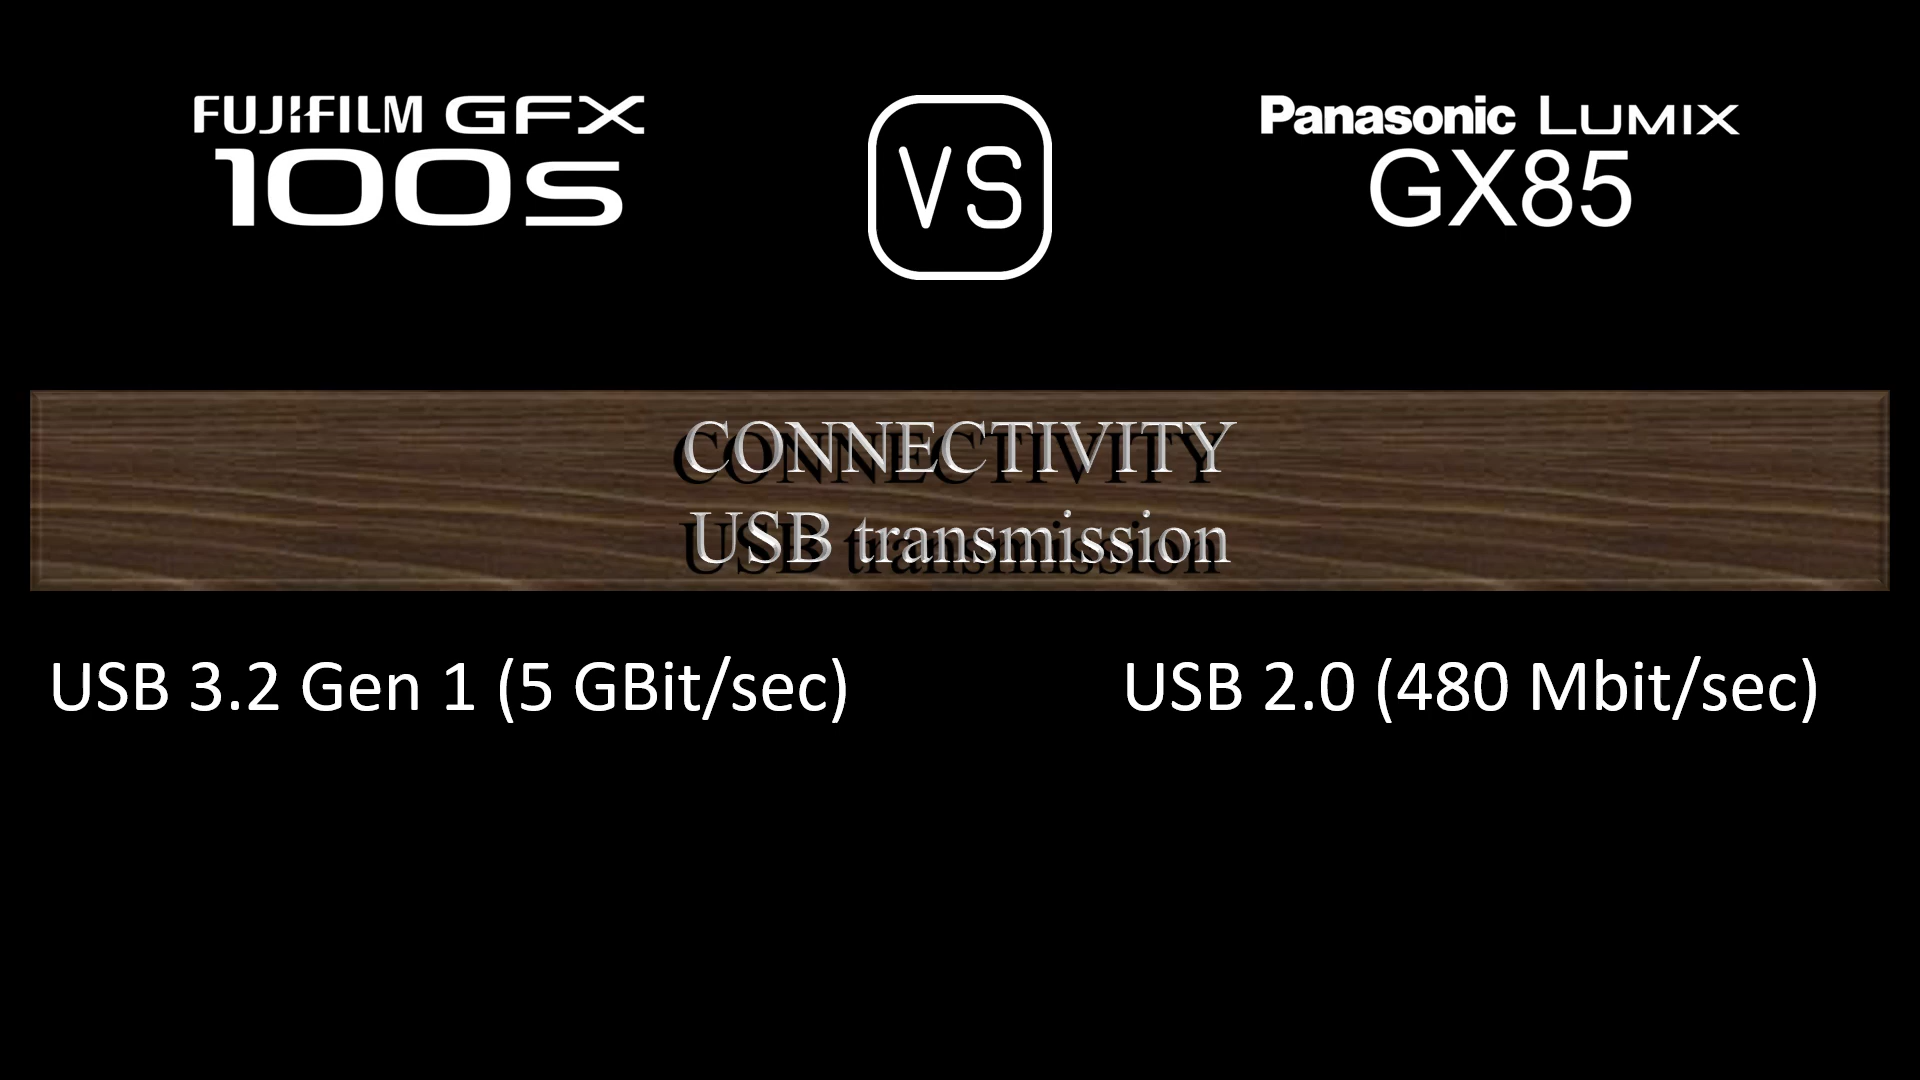 FUJIFILM GFX
100S
VS
Panasonic LUMIX
GX85
CONNECTIVITY
USB transmission
USB 3.2 Gen 1 (5 GBit/sec)
USB 2.0 (480 Mbit/sec)